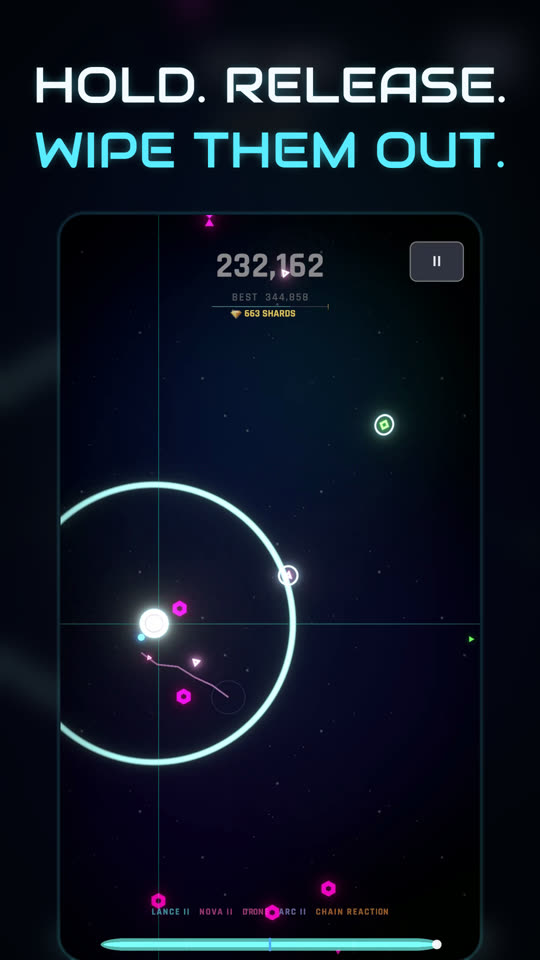 HOLD. RELEASE.
WIPE THEM OUT.
232,162
BEST 344,858
663 SHARDS
LANCE II NOVA II ARC II CHAIN REACTION